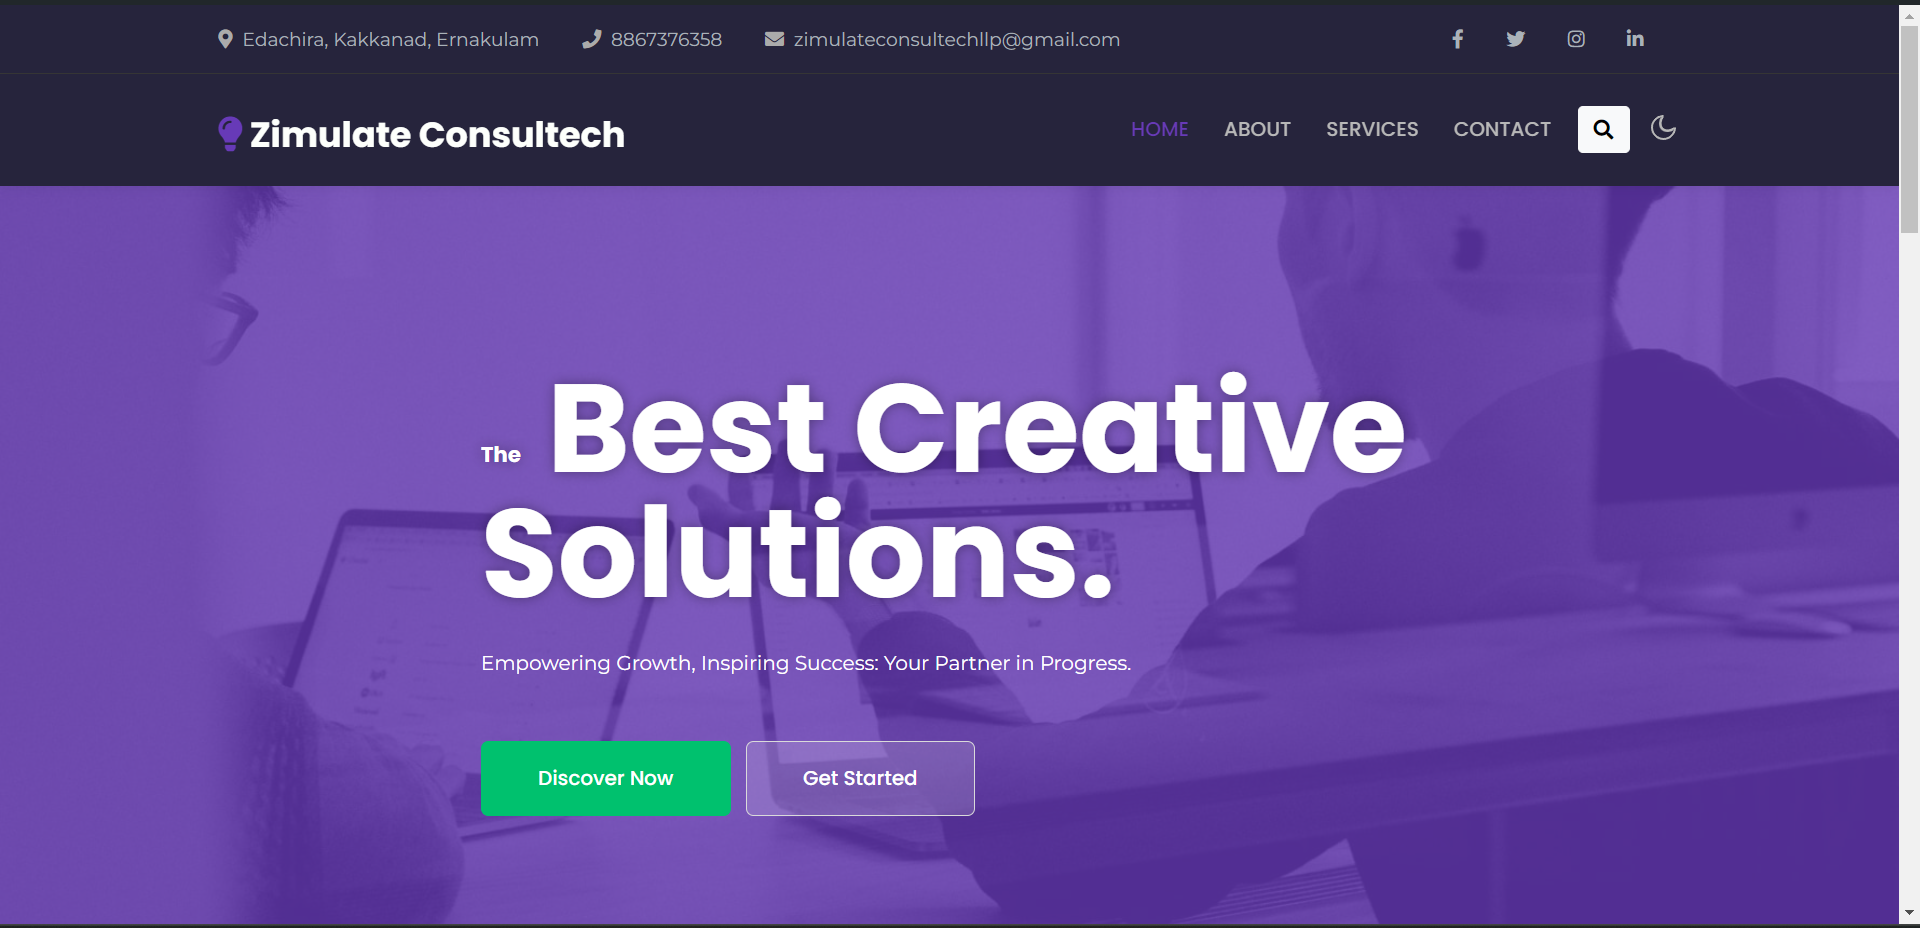 Edachira, Kakkanad, Ernakulam 8867376358 zimulateconsultechllp@gmail.com
Zimulate Consultech HOME ABOUT SERVICES CONTACT
The Best Creative
Solutions.
Empowering Growth, Inspiring Success: Your Partner in Progress.
Discover Now Get Started